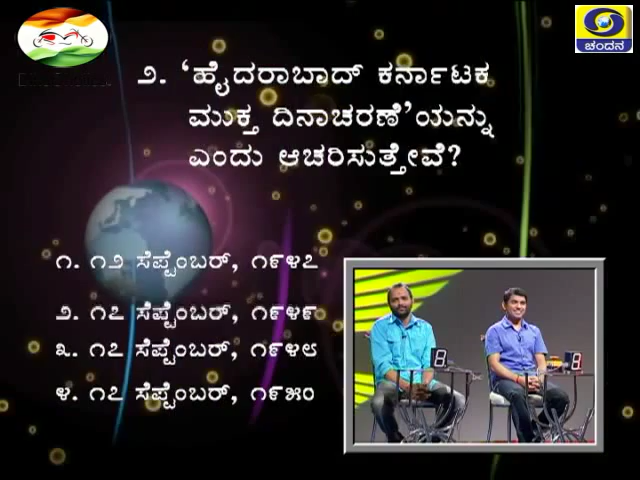 ಚಂದನ
೨. ‘ಹೈದರಾಬಾದ್ ಕರ್ನಾಟಕ
ಮುಕ್ತ ದಿನಾಚರಣೆ’ಯನ್ನು
ಎಂದು ಆಚರಿಸುತ್ತೇವೆ?
೧. ೧೨ ಸೆಪ್ಟೆಂಬರ್, ೧೯೪೭
೨. ೧೭ ಸೆಪ್ಟೆಂಬರ್, ೧೯೪೯
೩. ೧೭ ಸೆಪ್ಟೆಂಬರ್, ೧೯೪೮
೪. ೧೭ ಸೆಪ್ಟೆಂಬರ್, ೧೯೫೦